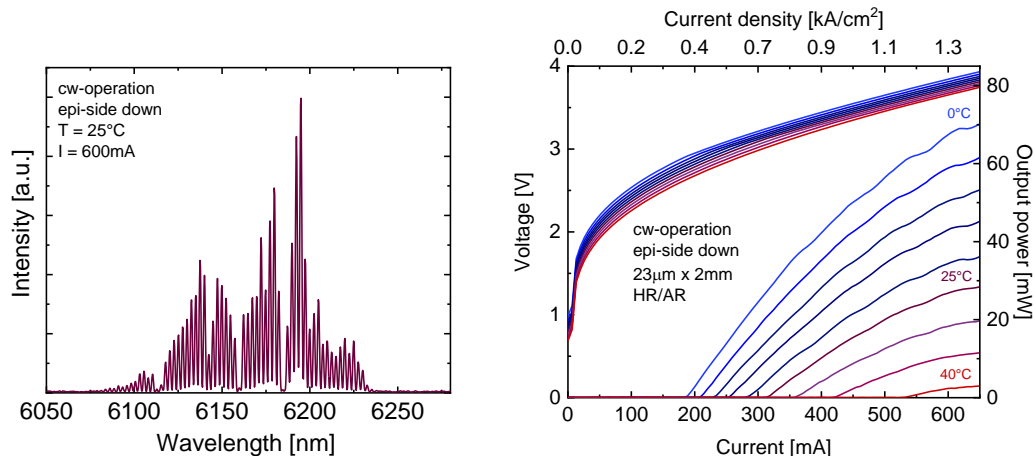 cw-operation
epi-side down
T = 25°C
I = 600mA
Intensity [a.u.]
6050 6100 6150 6200 6250
Wavelength [nm]
Current density [kA/cm²]
0.0 0.2 0.4 0.7 0.9 1.1 1.3
4
3
2
1
0
Voltage [V]
80
60
40
20
0
Output power [mW]
0°C
25°C
40°C
cw-operation
epi-side down
23μm x 2mm
HR/AR
0 100 200 300 400 500 600
Current [mA]